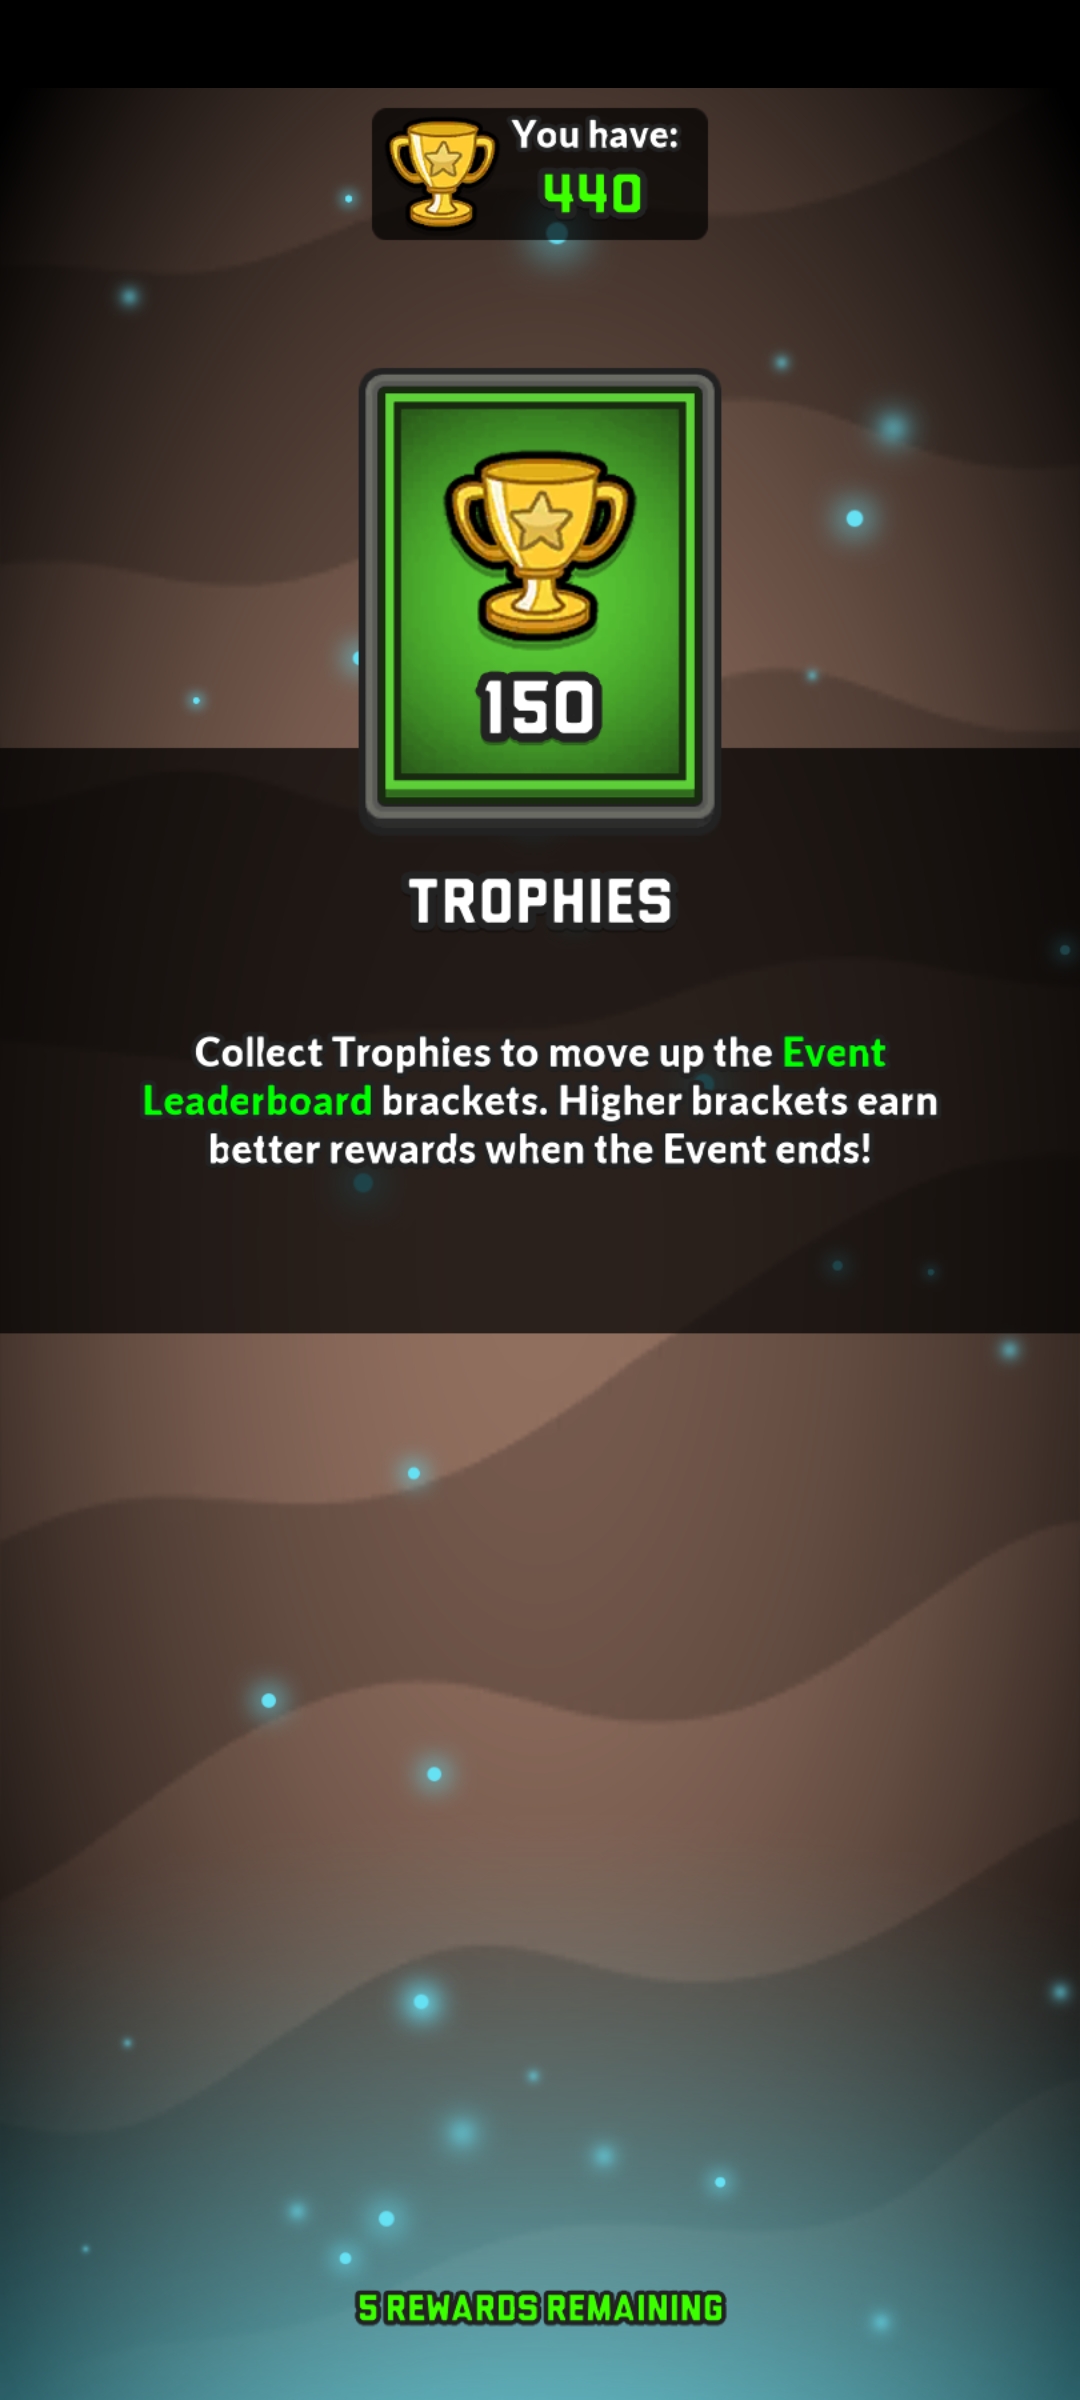 You have:
440
150
TROPHIES
Collect Trophies to move up the Event
Leaderboard brackets. Higher brackets earn
better rewards when the Event ends!
5 REWARDS REMAINING